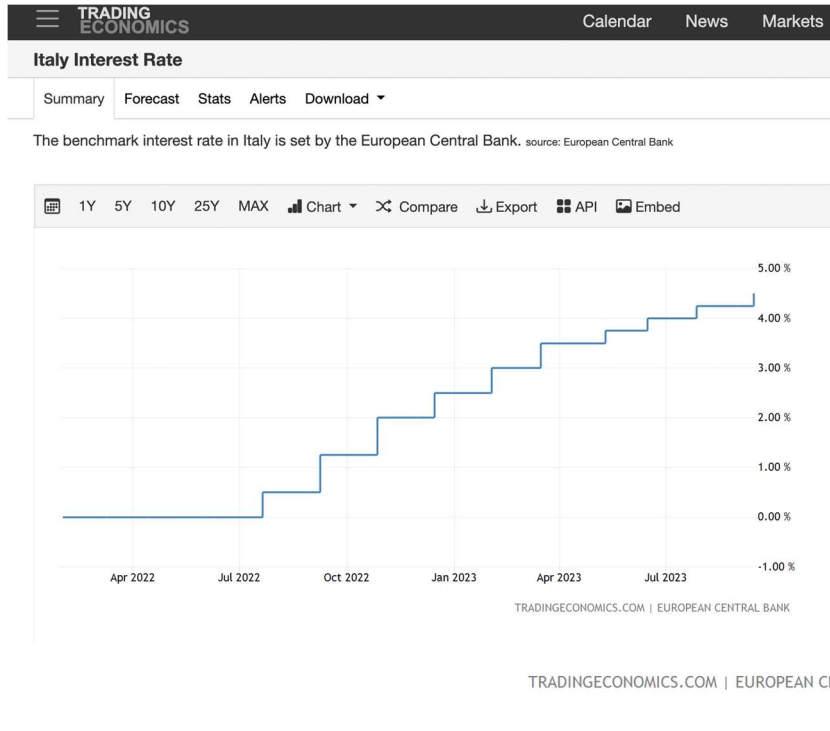 TRADING
ECONOMICS
Calendar News Markets
Italy Interest Rate
Summary Forecast Stats Alerts Download
The benchmark interest rate in Italy is set by the European Central Bank. source: European Central Bank
1Y 5Y 10Y 25Y MAX Chart Compare Export API Embed
5.00 %
4.00 %
3.00 %
2.00 %
1.00 %
0.00 %
-1.00 %
Apr 2022 Jul 2022 Oct 2022 Jan 2023 Apr 2023 Jul 2023
TRADINGECONOMICS.COM | EUROPEAN CENTRAL BANK
TRADINGECONOMICS.COM | EUROPEAN